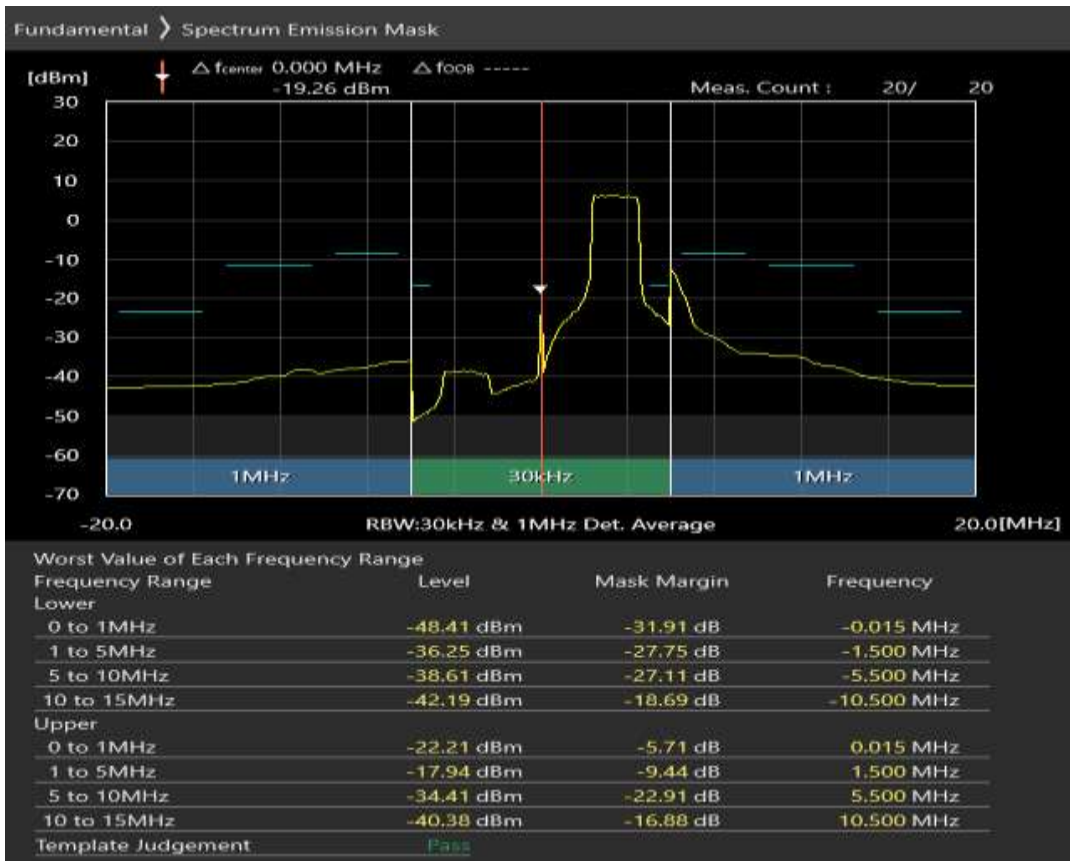 Fundamental 〉 Spectrum Emission Mask
[dBm] △ fcenter 0.000 MHz △ fOOB -----
-19.26 dBm Meas. Count : 20/ 20
30
20
10
0
-10
-20
-30
-40
-50
-60
-70
1MHz 30kHz 1MHz
-20.0 RBW:30kHz & 1MHz Det. Average 20.0[MHz]
Worst Value of Each Frequency Range
Frequency Range Level Mask Margin Frequency
Lower
0 to 1MHz -48.41 dBm -31.91 dB -0.015 MHz
1 to 5MHz -36.25 dBm -27.75 dB -1.500 MHz
5 to 10MHz -38.61 dBm -27.11 dB -5.500 MHz
10 to 15MHz -42.19 dBm -18.69 dB -10.500 MHz
Upper
0 to 1MHz -22.21 dBm -5.71 dB 0.015 MHz
1 to 5MHz -17.94 dBm -9.44 dB 1.500 MHz
5 to 10MHz -34.41 dBm -22.91 dB 5.500 MHz
10 to 15MHz -40.38 dBm -16.88 dB 10.500 MHz
Template Judgement Pass